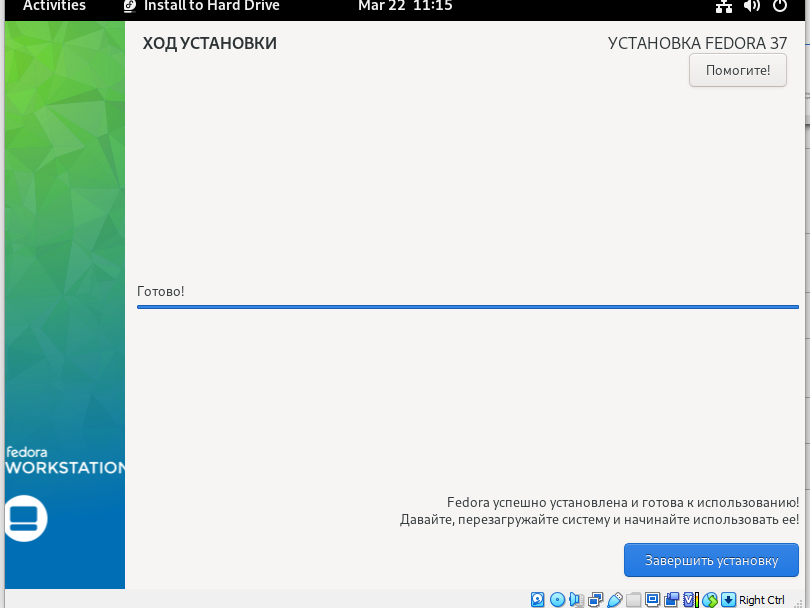 Activities Install to Hard Drive Mar 22 11:15
ХОД УСТАНОВКИ УСТАНОВКА FEDORA 37
Помогите!
Готово!
fedora
WORKSTATION
Fedora успешно установлена и готова к использованию!
Давайте, перезагружайте систему и начинайте использовать ее!
Завершить установку
Right Ctrl